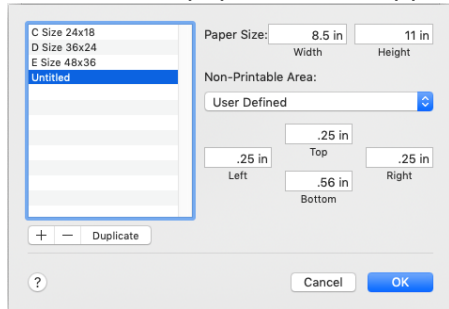 C Size 24x18
D Size 36x24
E Size 48x36
Untitled
+ − Duplicate
Paper Size: 8.5 in 11 in
Width Height
Non-Printable Area:
User Defined
.25 in
Top
.25 in .25 in
Left Right
.56 in
Bottom
? Cancel OK